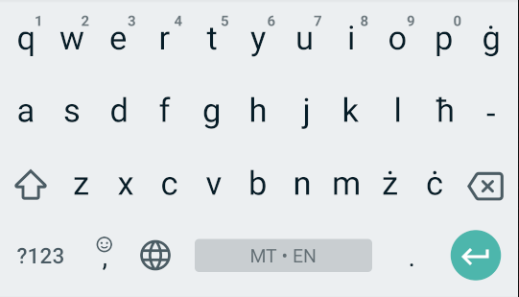 1 2 3 4 5 6 7 8 9 0
q w e r t y u i o p ġ
a s d f g h j k l ħ -
z x c v b n m ż ċ
?123 , MT • EN .